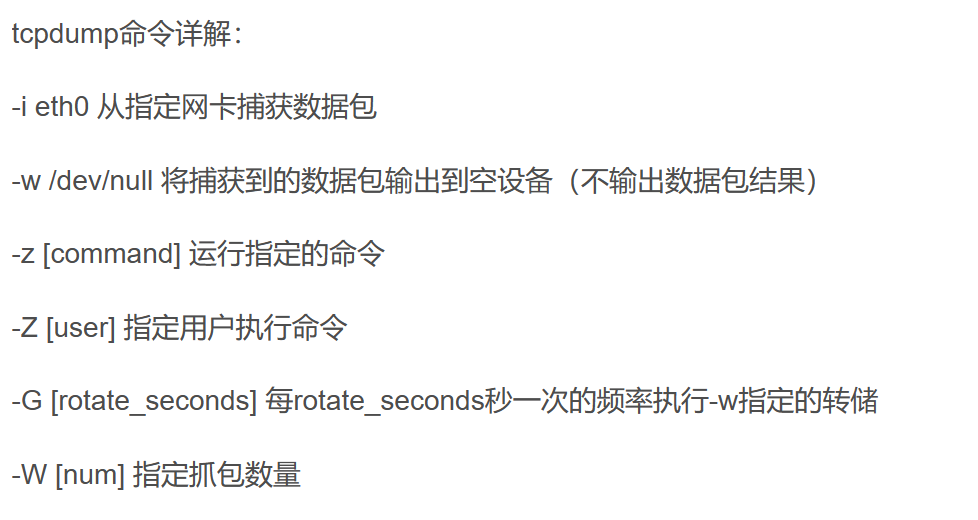 tcpdump命令详解：
-i eth0 从指定网卡捕获数据包
-w /dev/null 将捕获到的数据包输出到空设备（不输出数据包结果）
-z [command] 运行指定的命令
-Z [user] 指定用户执行命令
-G [rotate_seconds] 每rotate_seconds秒一次的频率执行-w指定的转储
-W [num] 指定抓包数量